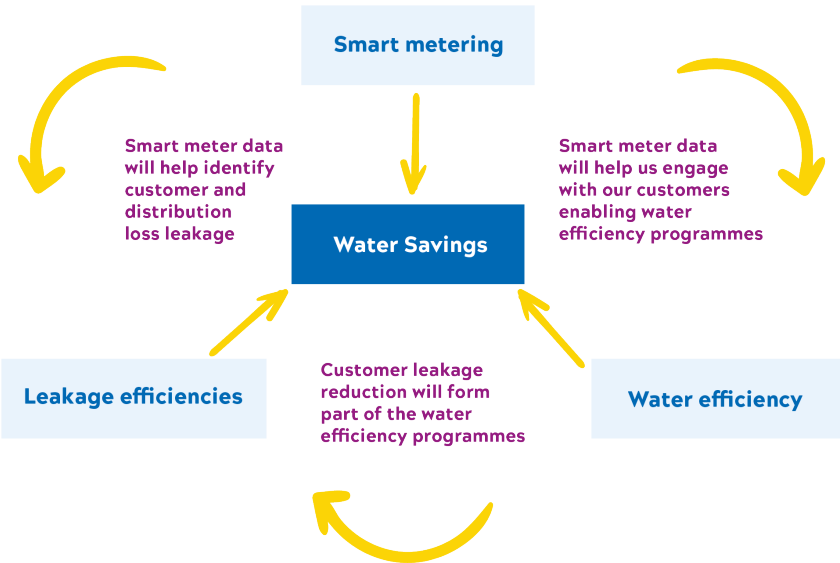 Smart metering
Smart meter data
will help identify
customer and
distribution
loss leakage
Smart meter data
will help us engage
with our customers
enabling water
efficiency programmes
Water Savings
Leakage efficiencies
Customer leakage
reduction will form
part of the water
efficiency programmes
Water efficiency